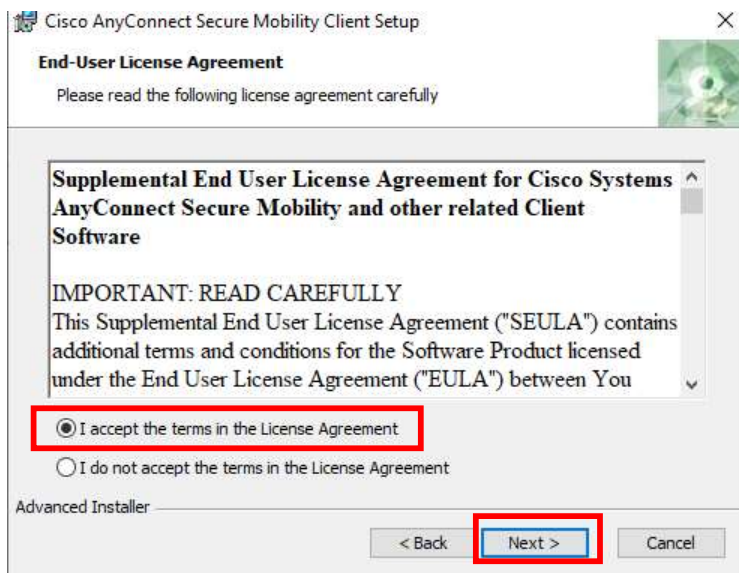 Cisco AnyConnect Secure Mobility Client Setup
End-User License Agreement
Please read the following license agreement carefully
Supplemental End User License Agreement for Cisco Systems
AnyConnect Secure Mobility and other related Client
Software
IMPORTANT: READ CAREFULLY
This Supplemental End User License Agreement ("SEULA") contains
additional terms and conditions for the Software Product licensed
under the End User License Agreement ("EULA") between You
I accept the terms in the License Agreement
I do not accept the terms in the License Agreement
Advanced Installer
< Back Next > Cancel